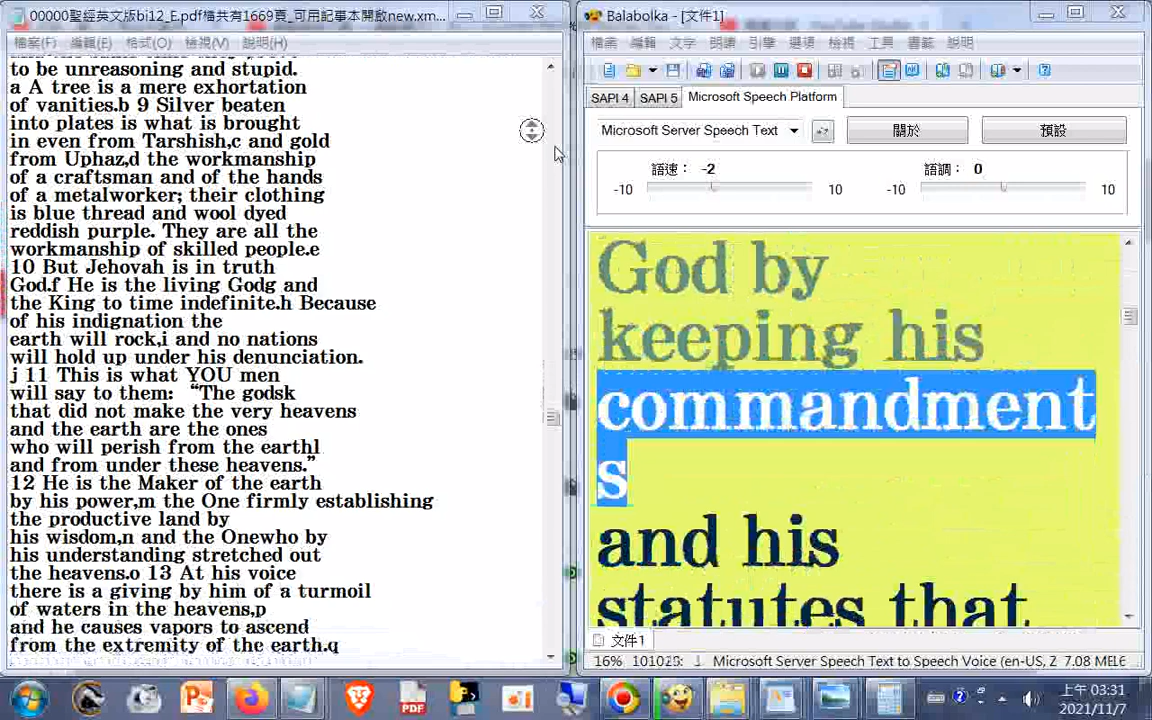 00000聖經英文版bi12_E.pdf檔共有1669頁_可用記事本開啟new.xm...
檔案(F) 編輯(E) 格式(O) 檢視(V) 說明(H)
to be unreasoning and stupid.
a A tree is a mere exhortation
of vanities.b 9 Silver beaten
into plates is what is brought
in even from Tarshish,c and gold
from Uphaz,d the workmanship
of a craftsman and of the hands
of a metalworker; their clothing
is blue thread and wool dyed
reddish purple. They are all the
workmanship of skilled people.e
10 But Jehovah is in truth
God.f He is the living Godg and
the King to time indefinite.h Because
of his indignation the
earth will rock,i and no nations
will hold up under his denunciation.
j 11 This is what YOU men
will say to them: “The godsk
that did not make the very heavens
and the earth are the ones
who will perish from the earthl
and from under these heavens.”
12 He is the Maker of the earth
by his power,m the One firmly establishing
the productive land by
his wisdom,n and the Onewho by
his understanding stretched out
the heavens.o 13 At his voice
there is a giving by him of a turmoil
of waters in the heavens,p
and he causes vapors to ascend
from the extremity of the earth.q
Balabolka - [文件1]
檔案 編輯 文字 朗讀 引擎 選項 檢視 工具 書籤 說明
SAPI 4 SAPI 5 Microsoft Speech Platform
Microsoft Server Speech Text 關於 預設
語速： -2 語調： 0
-10 10 -10 10
God by
keeping his
commandment
s
and his
statutes that
文件1
16% Microsoft Server Speech Text to Speech Voice (en-US, Z 7.08 MЕ
上午 03:31
2021/11/7